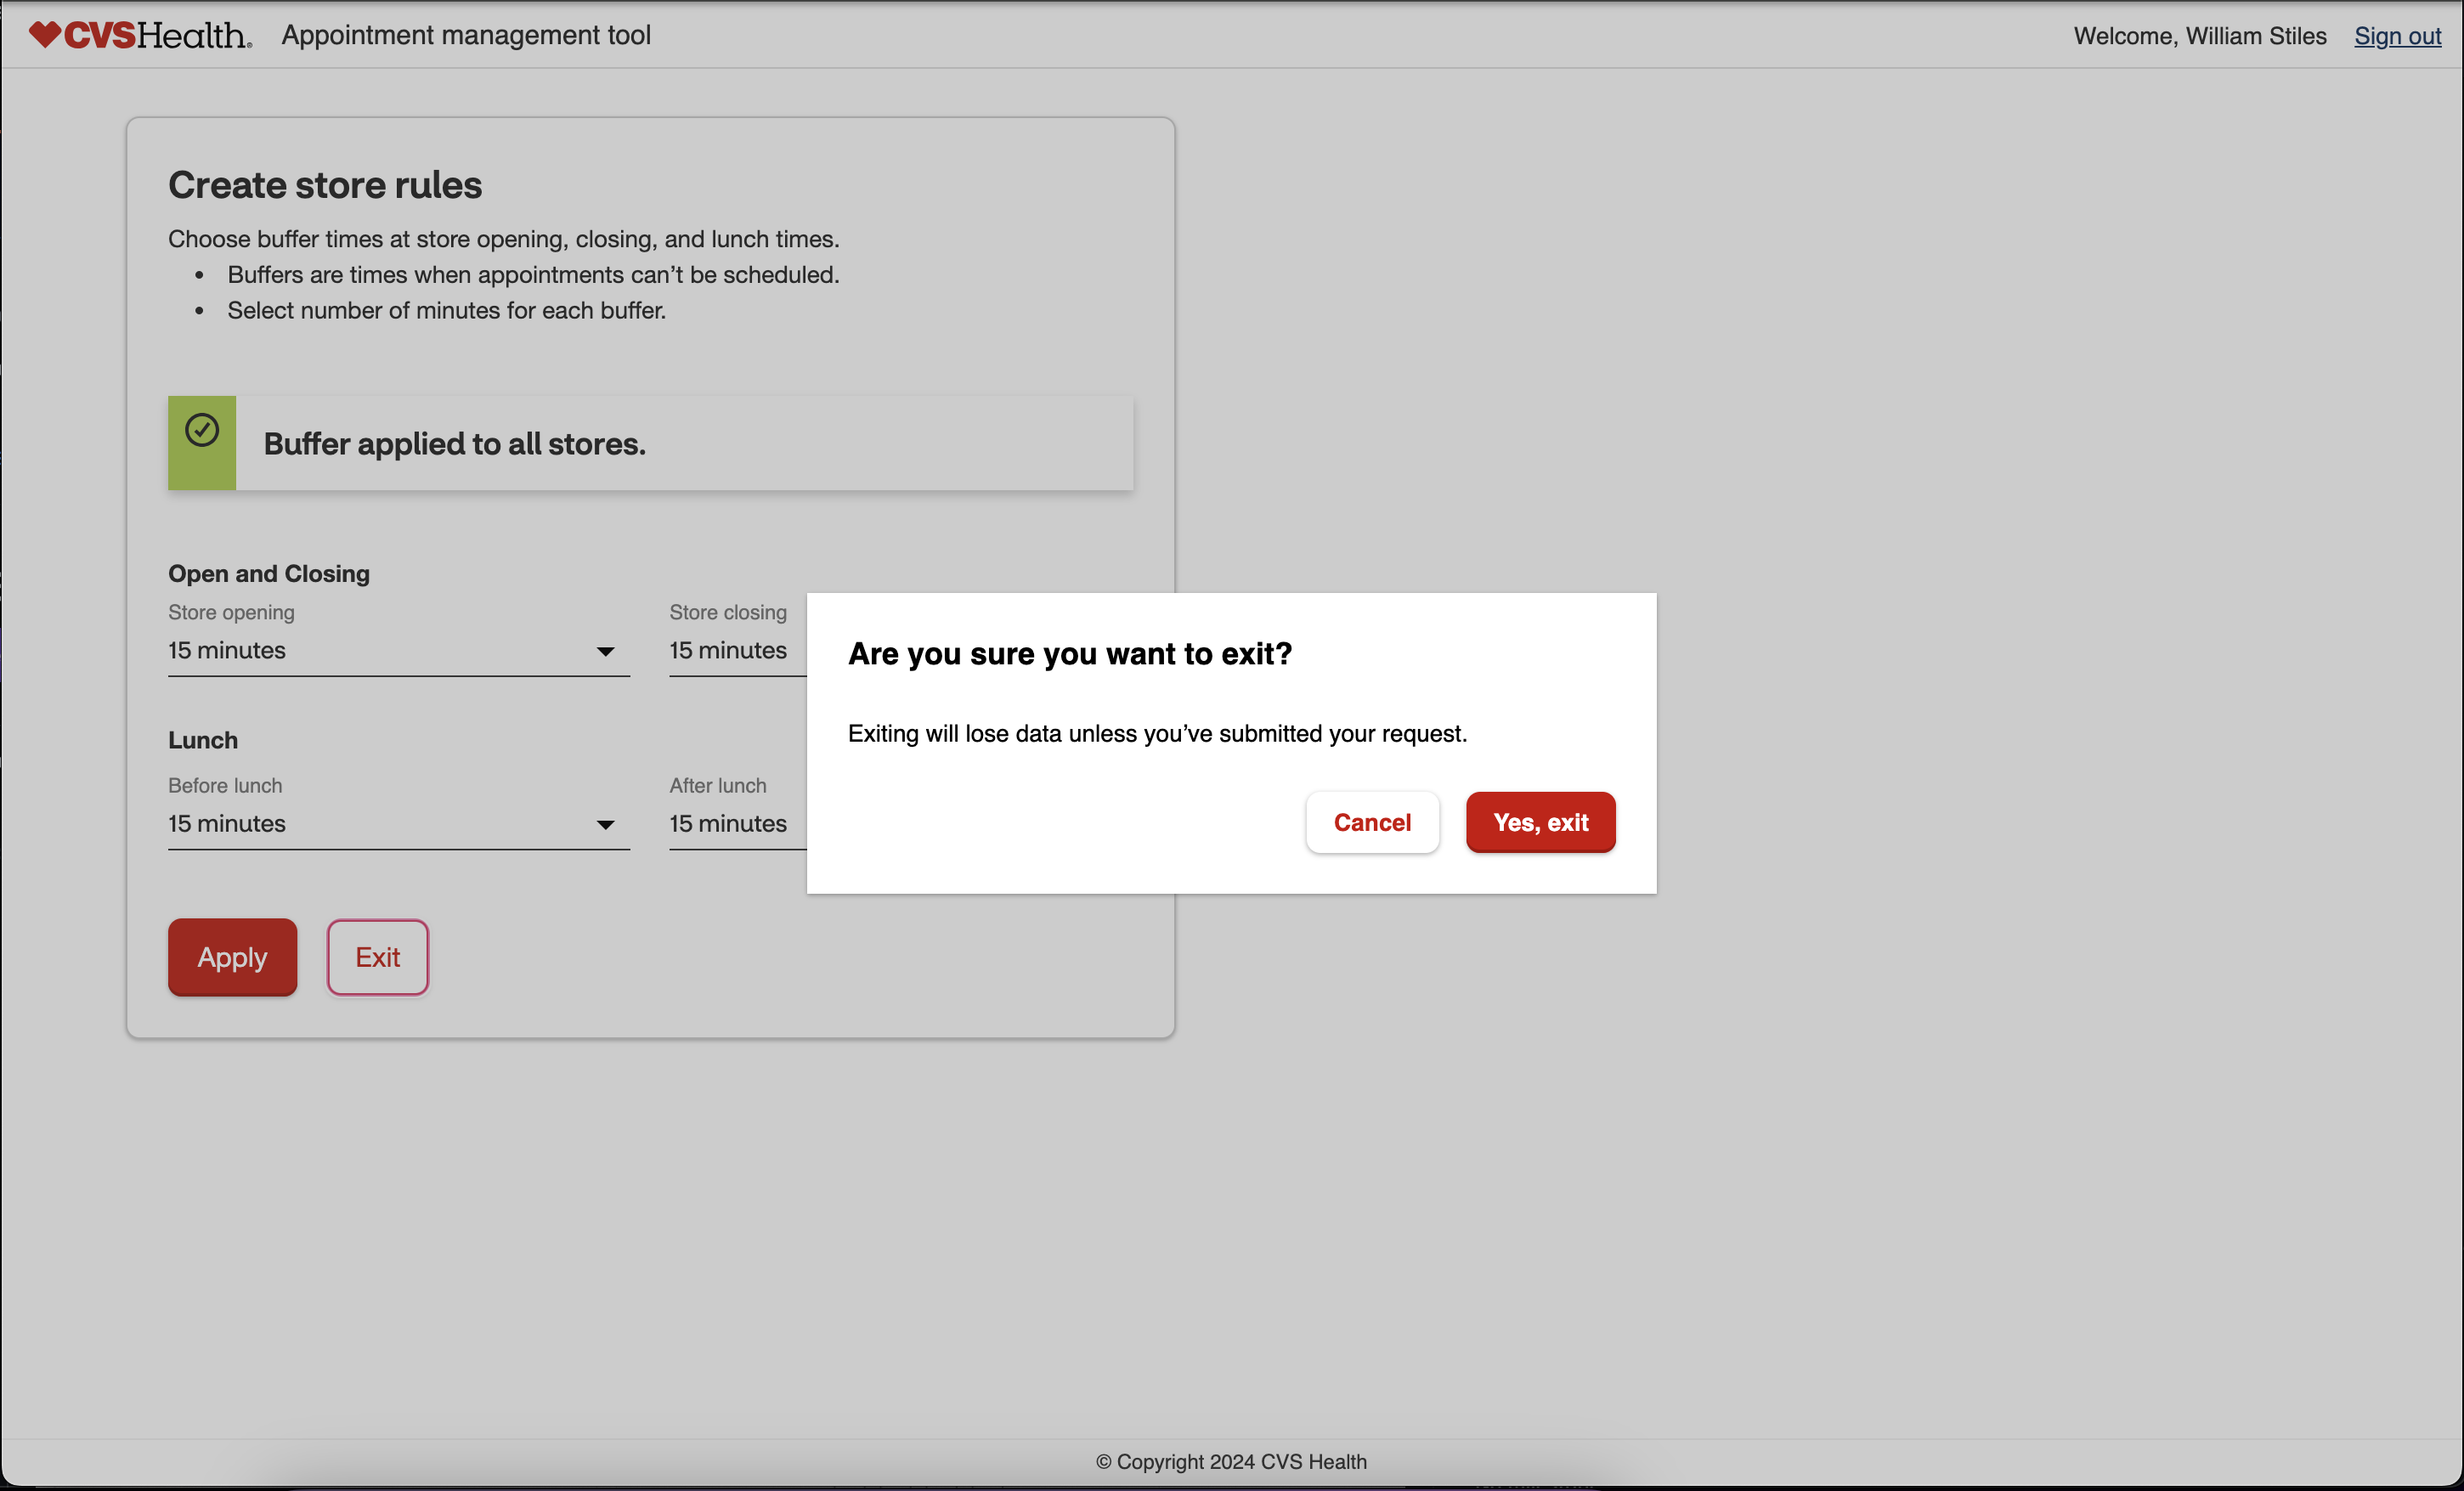 CVSHealth. Appointment management tool
Welcome, William Stiles Sign out
Create store rules
Choose buffer times at store opening, closing, and lunch times.
• Buffers are times when appointments can’t be scheduled.
• Select number of minutes for each buffer.
Buffer applied to all stores.
Open and Closing
Store opening
15 minutes
Store closing
15 minutes
Lunch
Before lunch
15 minutes
After lunch
15 minutes
Apply
Exit
Are you sure you want to exit?
Exiting will lose data unless you’ve submitted your request.
Cancel
Yes, exit
© Copyright 2024 CVS Health